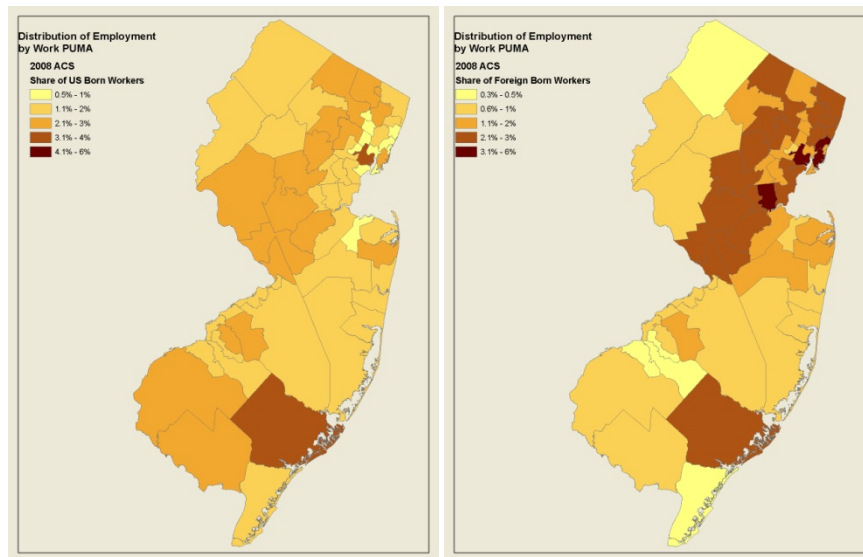 Distribution of Employment
by Work PUMA
2008 ACS
Share of US Born Workers
0.5% - 1%
1.1% - 2%
2.1% - 3%
3.1% - 4%
4.1% - 6%
Distribution of Employment
by Work PUMA
2008 ACS
Share of Foreign Born Workers
0.3% - 0.5%
0.6% - 1%
1.1% - 2%
2.1% - 3%
3.1% - 6%